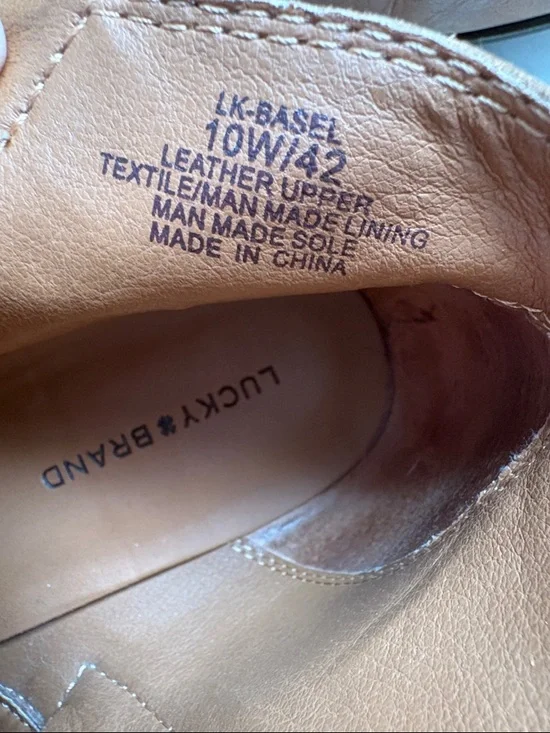 LK-BASEL
10W/42
LEATHER UPPER
TEXTILE/MAN MADE LINING
MAN MADE SOLE
MADE IN CHINA
LUCKY BRAND